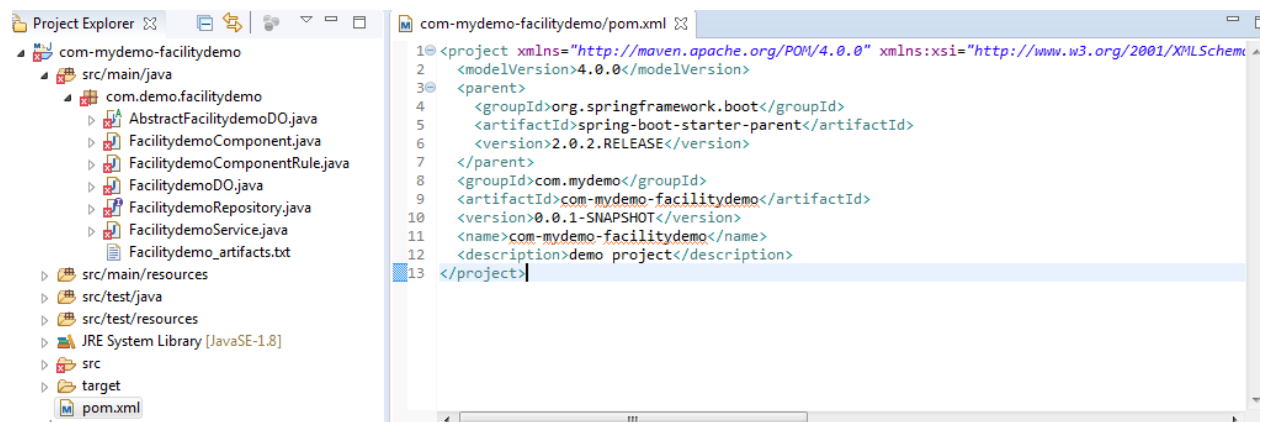 Project Explorer
com-mydemo-facilitydemo
src/main/java
com.demo.facilitydemo
AbstractFacilitydemoDO.java
FacilitydemoComponent.java
FacilitydemoComponentRule.java
FacilitydemoDO.java
FacilitydemoRepository.java
FacilitydemoService.java
Facilitydemo_artifacts.txt
src/main/resources
src/test/java
src/test/resources
JRE System Library [JavaSE-1.8]
src
target
pom.xml
com-mydemo-facilitydemo/pom.xml
1 <project xmlns="http://maven.apache.org/POM/4.0.0" xmlns:xsi="http://www.w3.org/2001/XMLSchema
2 <modelVersion>4.0.0</modelVersion>
3 <parent>
4 <groupId>org.springframework.boot</groupId>
5 <artifactId>spring-boot-starter-parent</artifactId>
6 <version>2.0.2.RELEASE</version>
7 </parent>
8 <groupId>com.mydemo</groupId>
9 <artifactId>com-mydemo-facilitydemo</artifactId>
10 <version>0.0.1-SNAPSHOT</version>
11 <name>com-mydemo-facilitydemo</name>
12 <description>demo project</description>
13 </project>